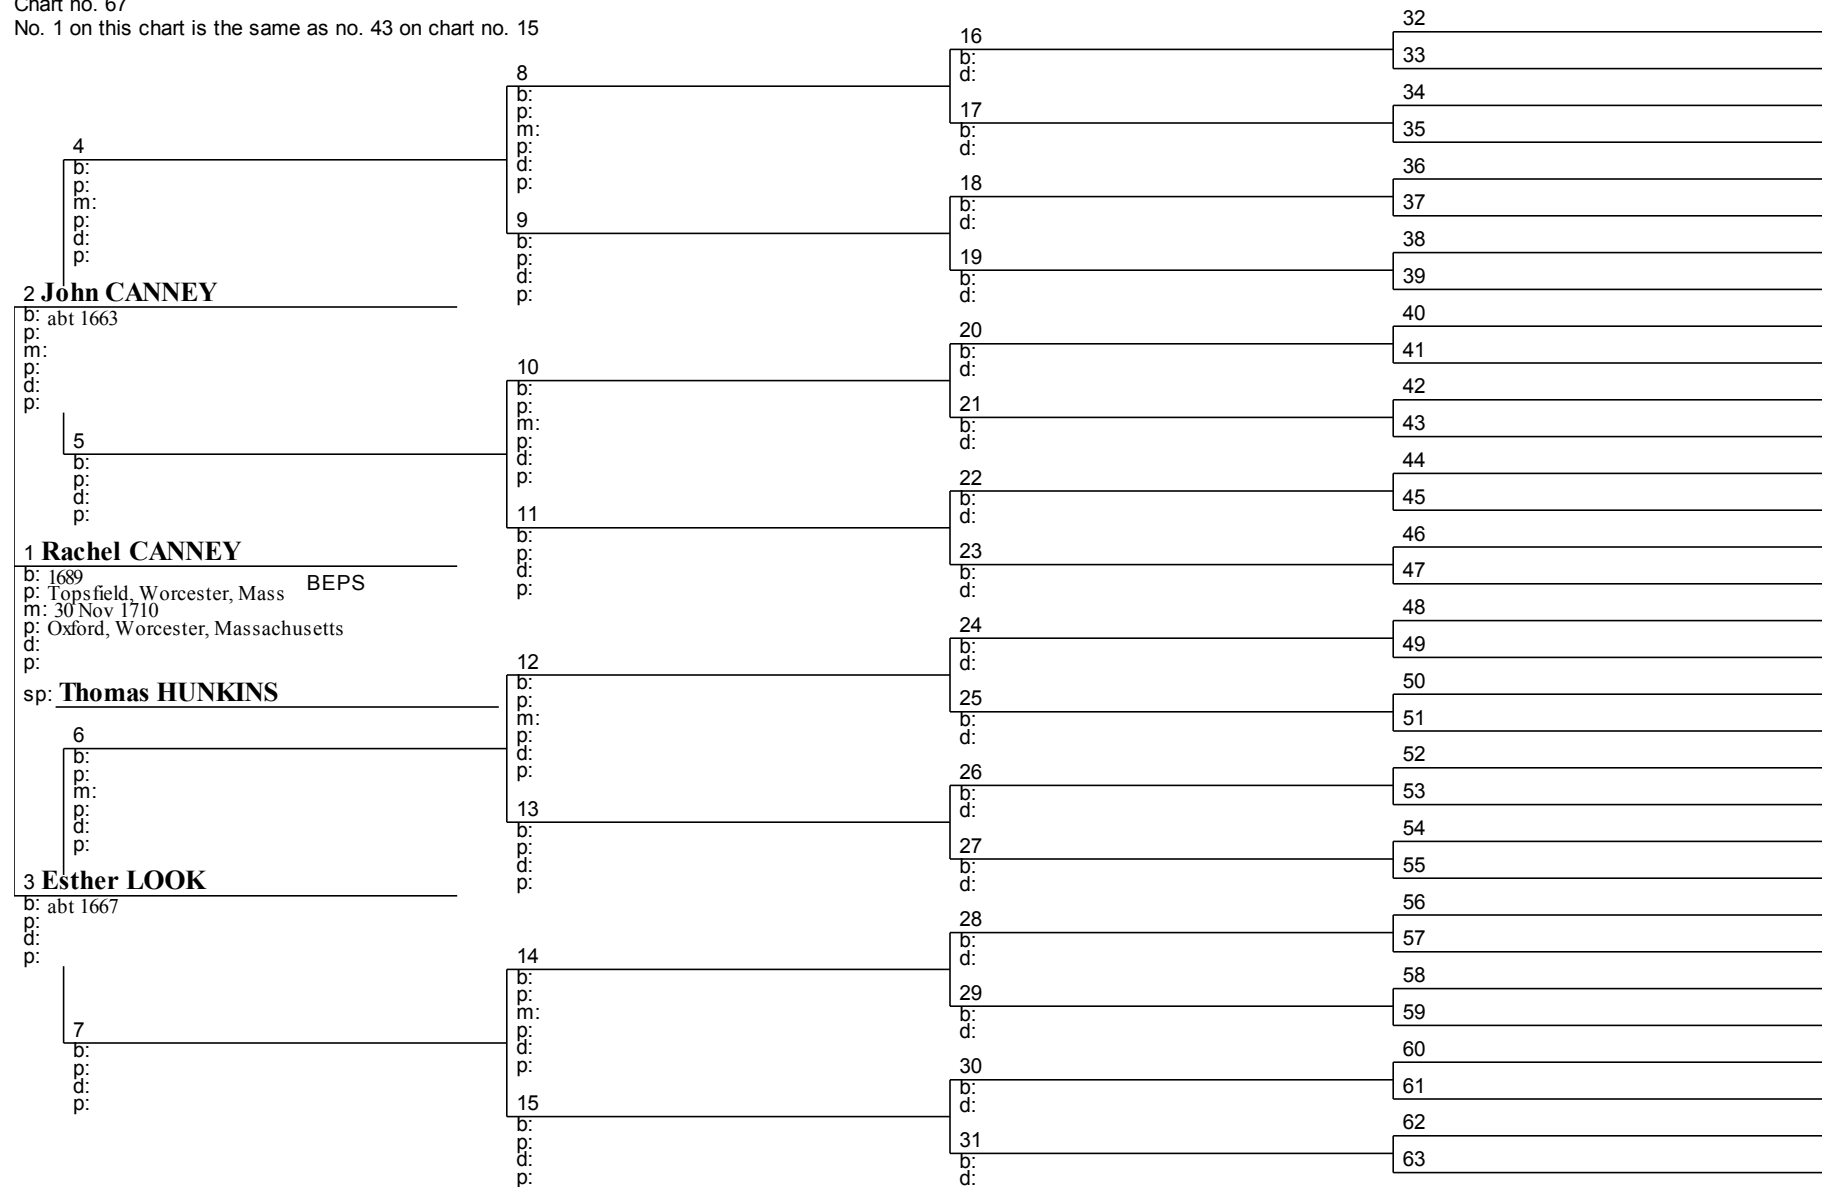 Chart no. 67
No. 1 on this chart is the same as no. 43 on chart no. 15
4
b:
p:
m:
p:
d:
p:
2 John CANNEY
b: abt 1663
p:
m:
p:
d:
p:
5
b:
p:
d:
p:
1 Rachel CANNEY
b: 1689
p: Topsfield, Worcester, Mass BEPS
m: 30 Nov 1710
p: Oxford, Worcester, Massachusetts
d:
p:
sp: Thomas HUNKINS
6
b:
p:
m:
p:
d:
p:
3 Esther LOOK
b: abt 1667
p:
d:
p:
7
b:
p:
d:
p:
8
b:
p:
m:
p:
d:
p:
9
b:
p:
d:
p:
10
b:
p:
m:
p:
d:
p:
11
b:
p:
d:
p:
12
b:
p:
m:
p:
d:
p:
13
b:
p:
d:
p:
14
b:
p:
m:
p:
d:
p:
15
b:
p:
d:
p:
16
b:
d:
17
b:
d:
18
b:
d:
19
b:
d:
20
b:
d:
21
b:
d:
22
b:
d:
23
b:
d:
24
b:
d:
25
b:
d:
26
b:
d:
27
b:
d:
28
b:
d:
29
b:
d:
30
b:
d:
31
b:
d:
32
33
34
35
36
37
38
39
40
41
42
43
44
45
46
47
48
49
50
51
52
53
54
55
56
57
58
59
60
61
62
63